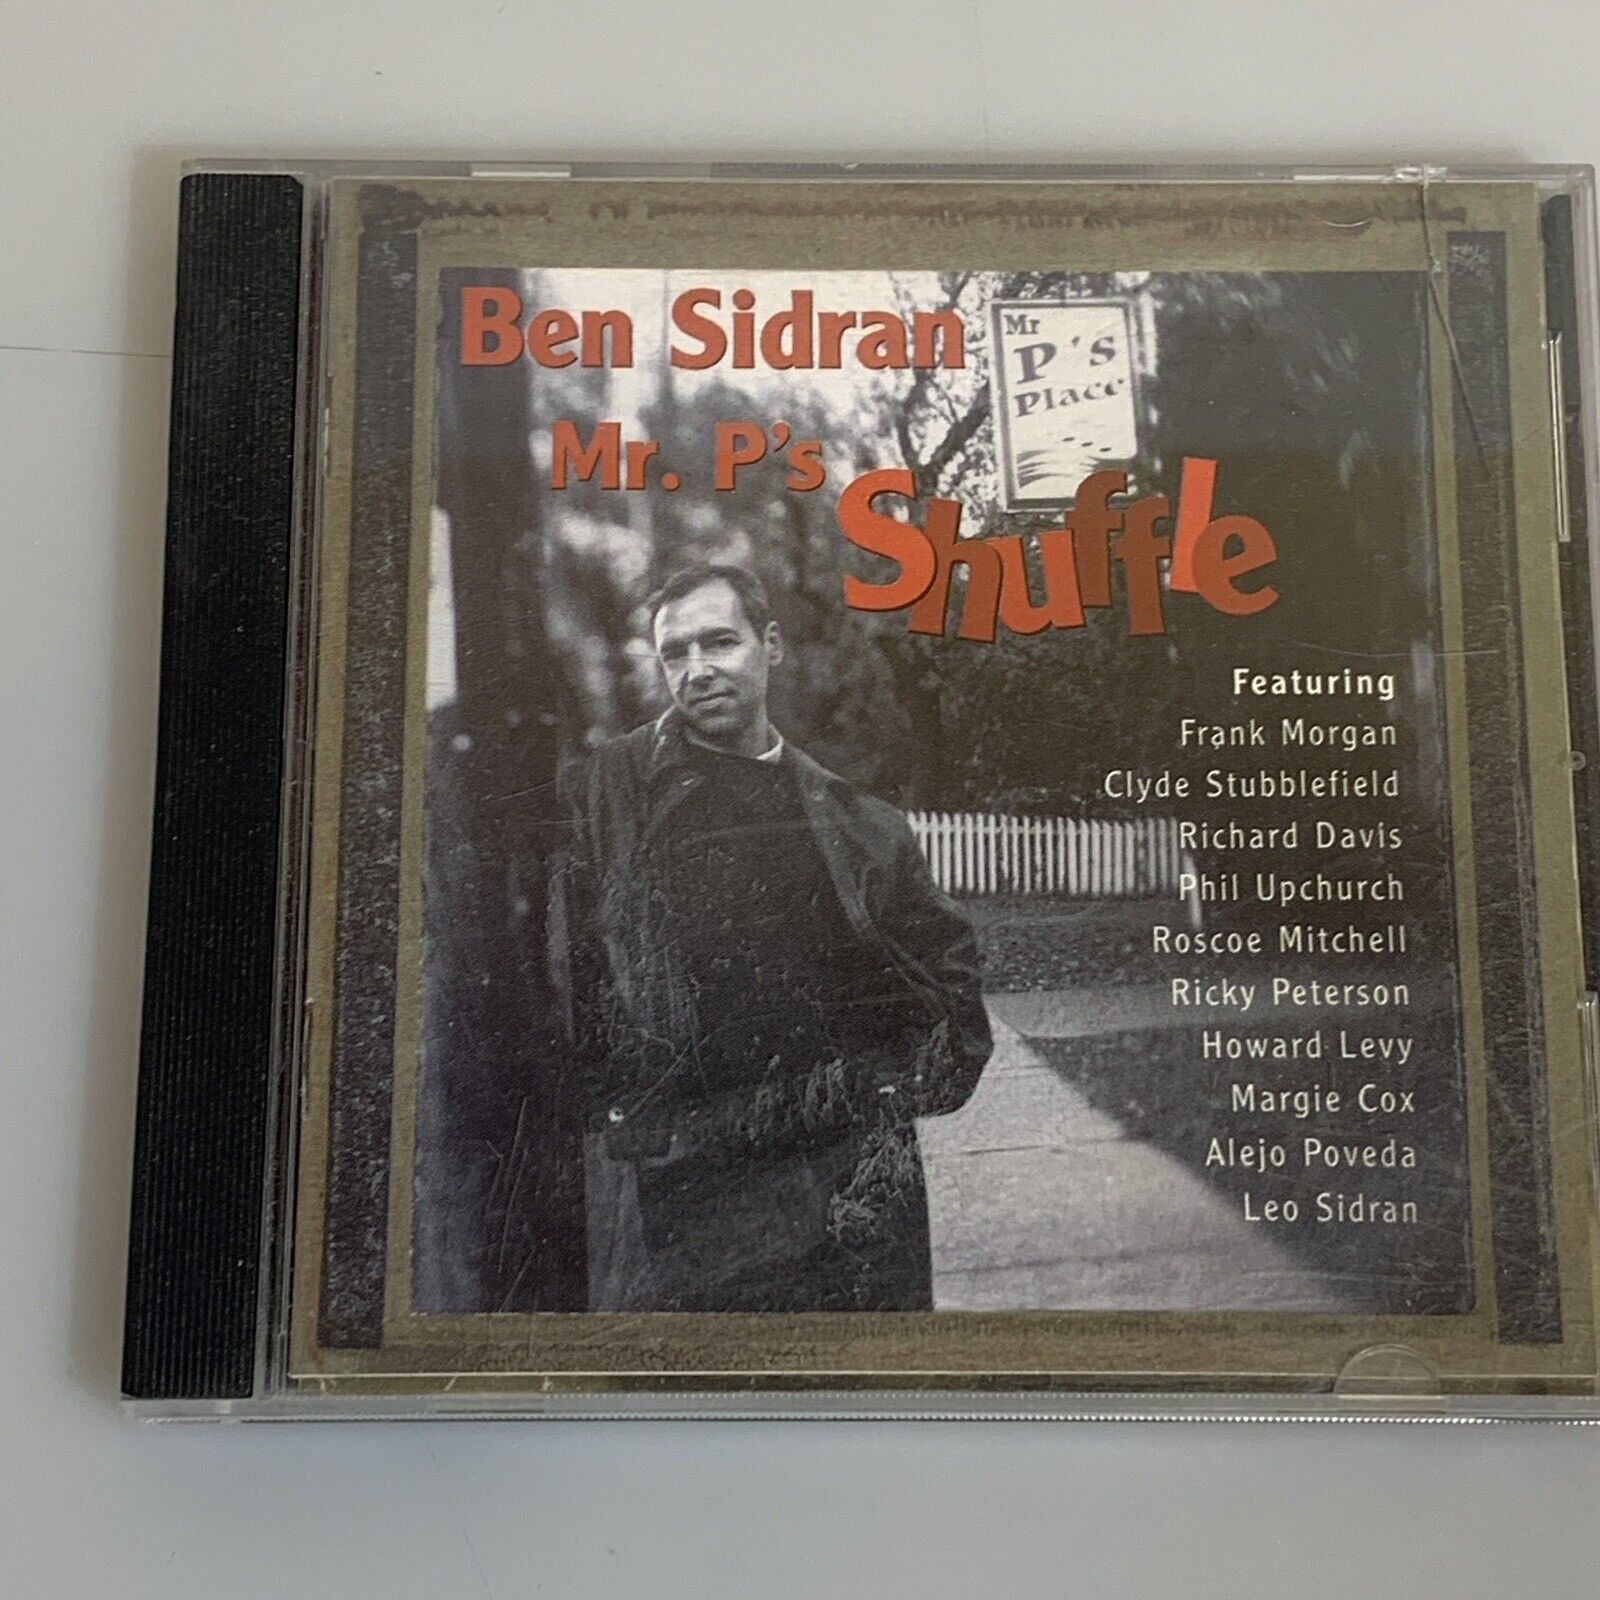 Ben Sidran
Mr
P's
Place
Mr. P's
Shuffle
Featuring
Frank Morgan
Clyde Stubblefield
Richard Davis
Phil Upchurch
Roscoe Mitchell
Ricky Peterson
Howard Levy
Margie Cox
Alejo Poveda
Leo Sidran